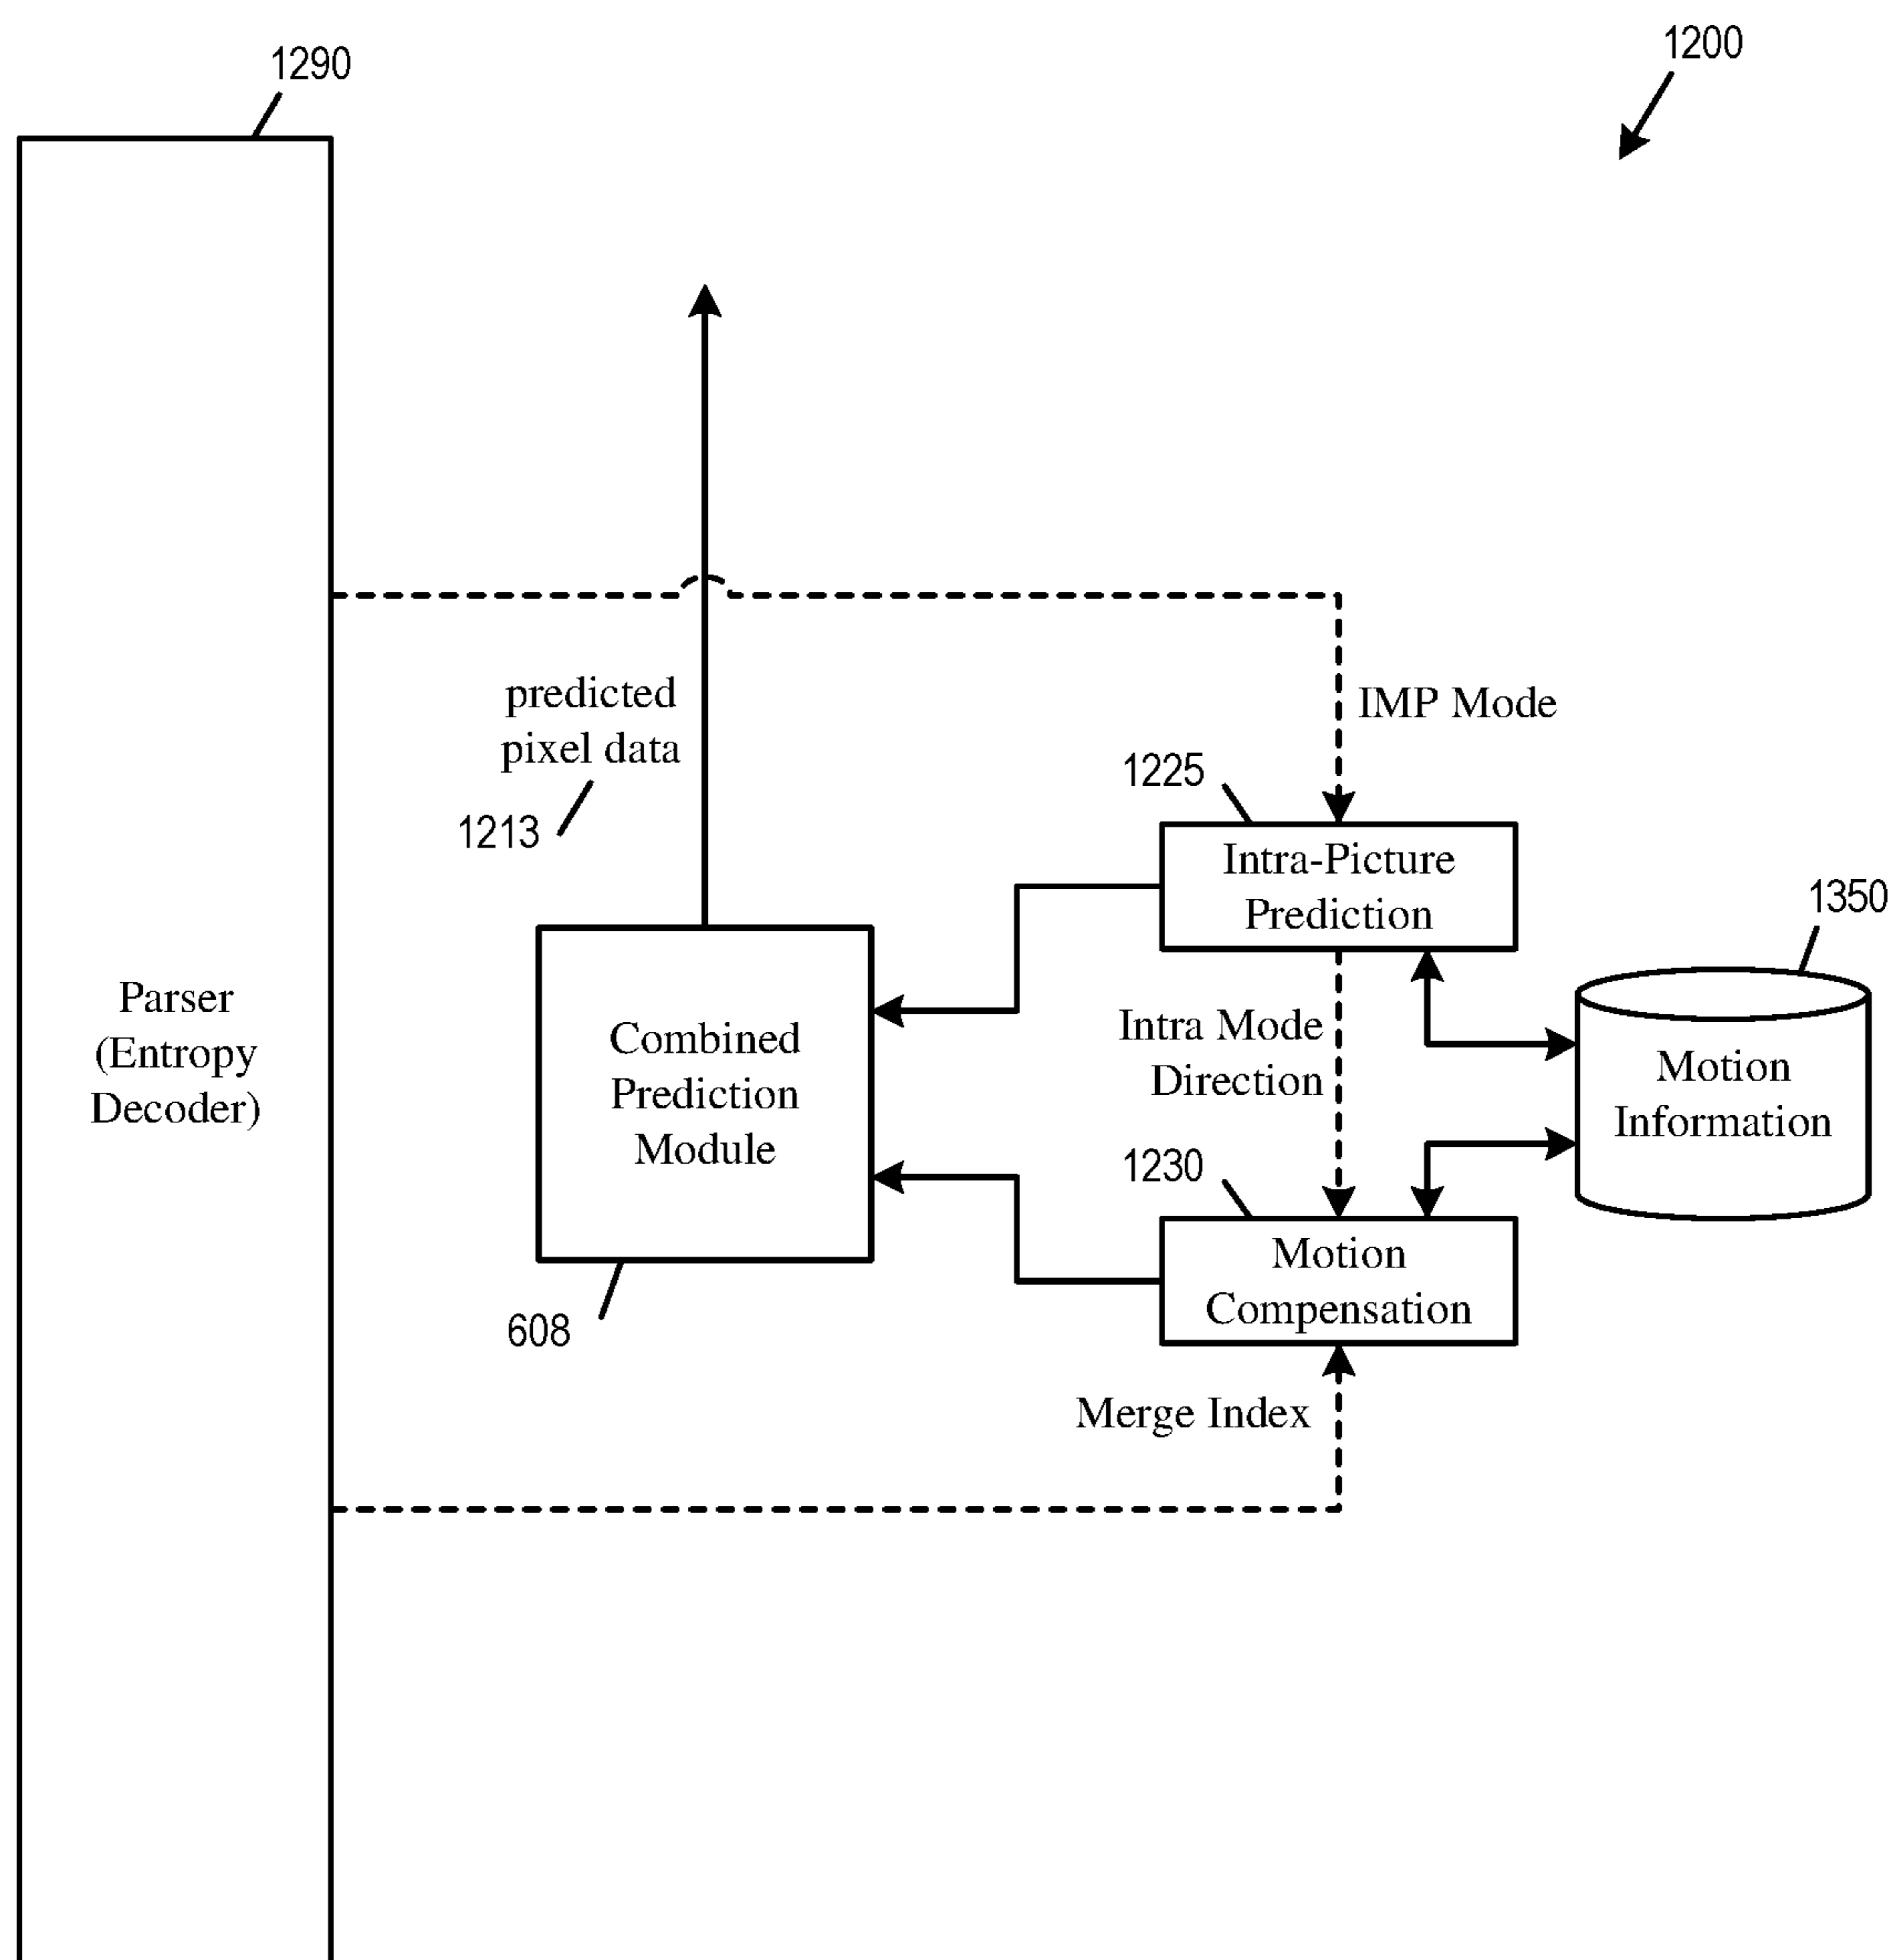 1200
1290
predicted
pixel data
1213
IMP Mode
1225
Intra-Picture
Prediction
1350
Parser
(Entropy
Decoder)
Combined
Prediction
Module
608
Intra Mode
Direction
Motion
Information
1230
Motion
Compensation
Merge Index